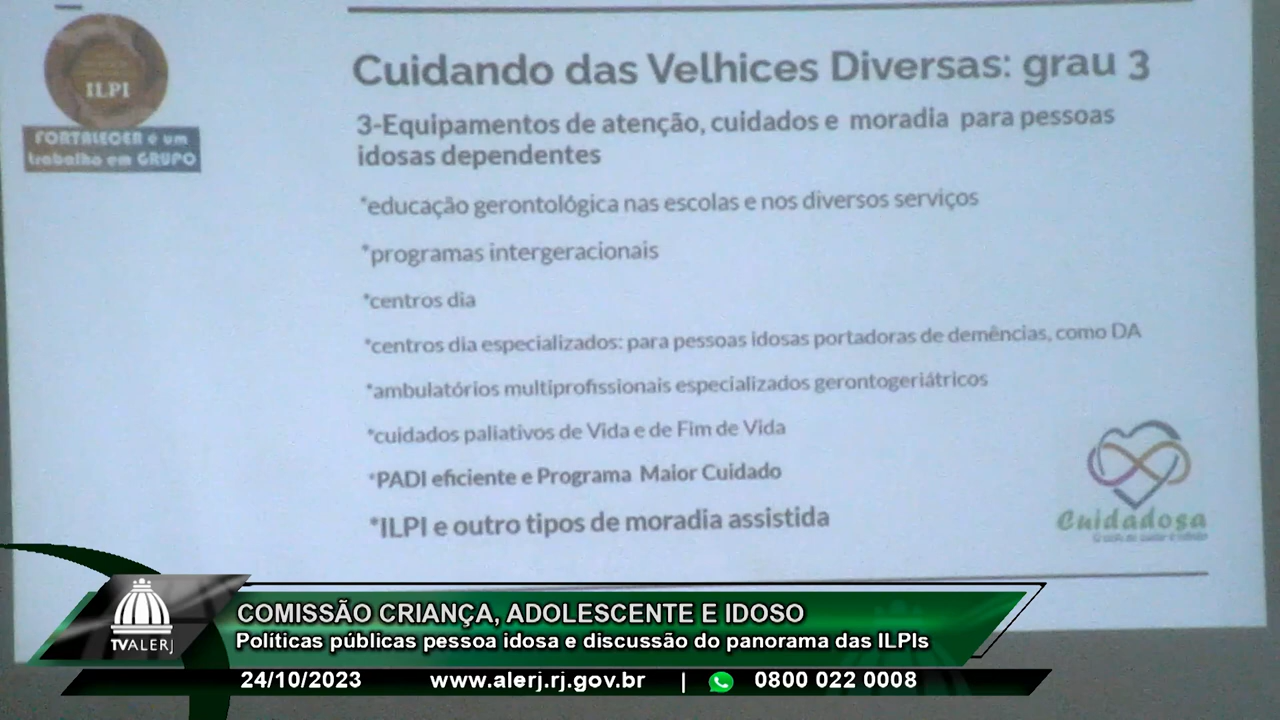 ILPI
FORTALECER é um
trabalho em GRUPO
Cuidando das Velhices Diversas: grau 3
3-Equipamentos de atenção, cuidados e moradia para pessoas
idosas dependentes
*educação gerontológica nas escolas e nos diversos serviços
*programas intergeracionais
*centros dia
*centros dia especializados: para pessoas idosas portadoras de demências, como DA
*ambulatórios multiprofissionais especializados gerontogeriátricos
*cuidados paliativos de Vida e de Fim de Vida
*PADI eficiente e Programa Maior Cuidado
*ILPI e outro tipos de moradia assistida
Cuidadosa
COMISSÃO CRIANÇA, ADOLESCENTE E IDOSO
Políticas públicas pessoa idosa e discussão do panorama das ILPIs
TVALERJ
24/10/2023 www.alerj.rj.gov.br | 0800 022 0008